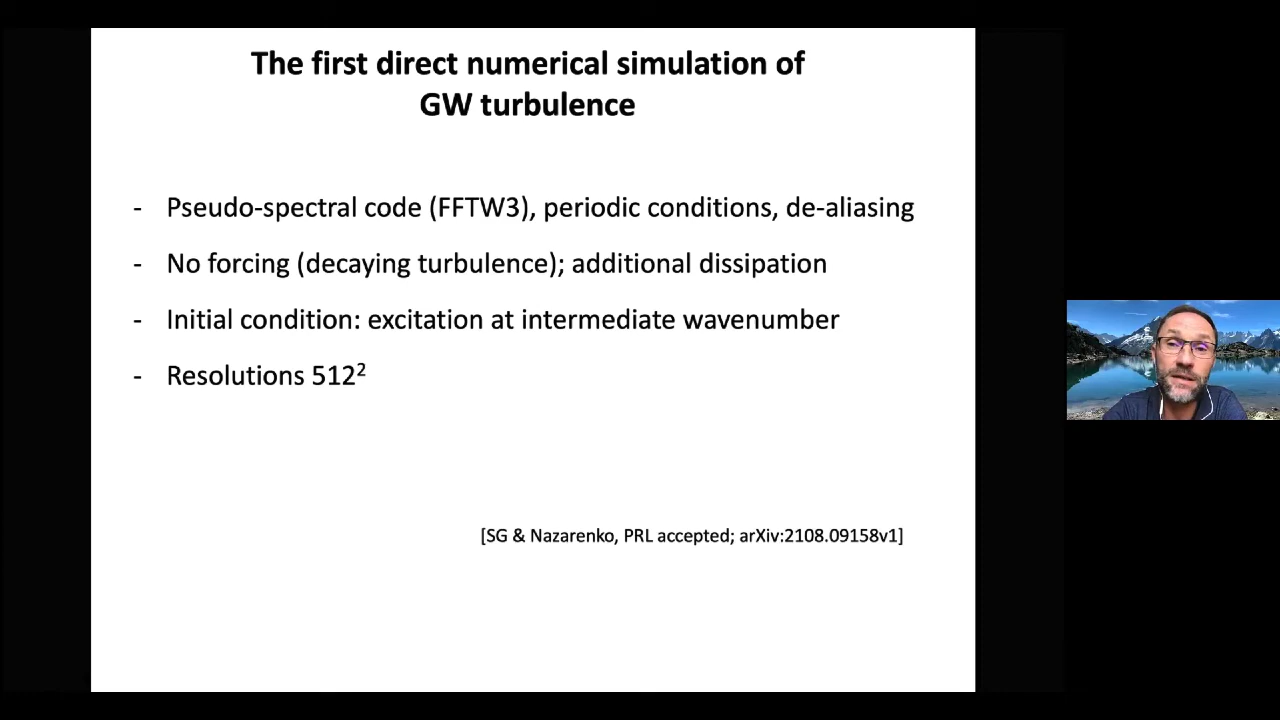 The first direct numerical simulation of
GW turbulence
- Pseudo-spectral code (FFTW3), periodic conditions, de-aliasing
- No forcing (decaying turbulence); additional dissipation
- Initial condition: excitation at intermediate wavenumber
- Resolutions 512²
[SG & Nazarenko, PRL accepted; arXiv:2108.09158v1]